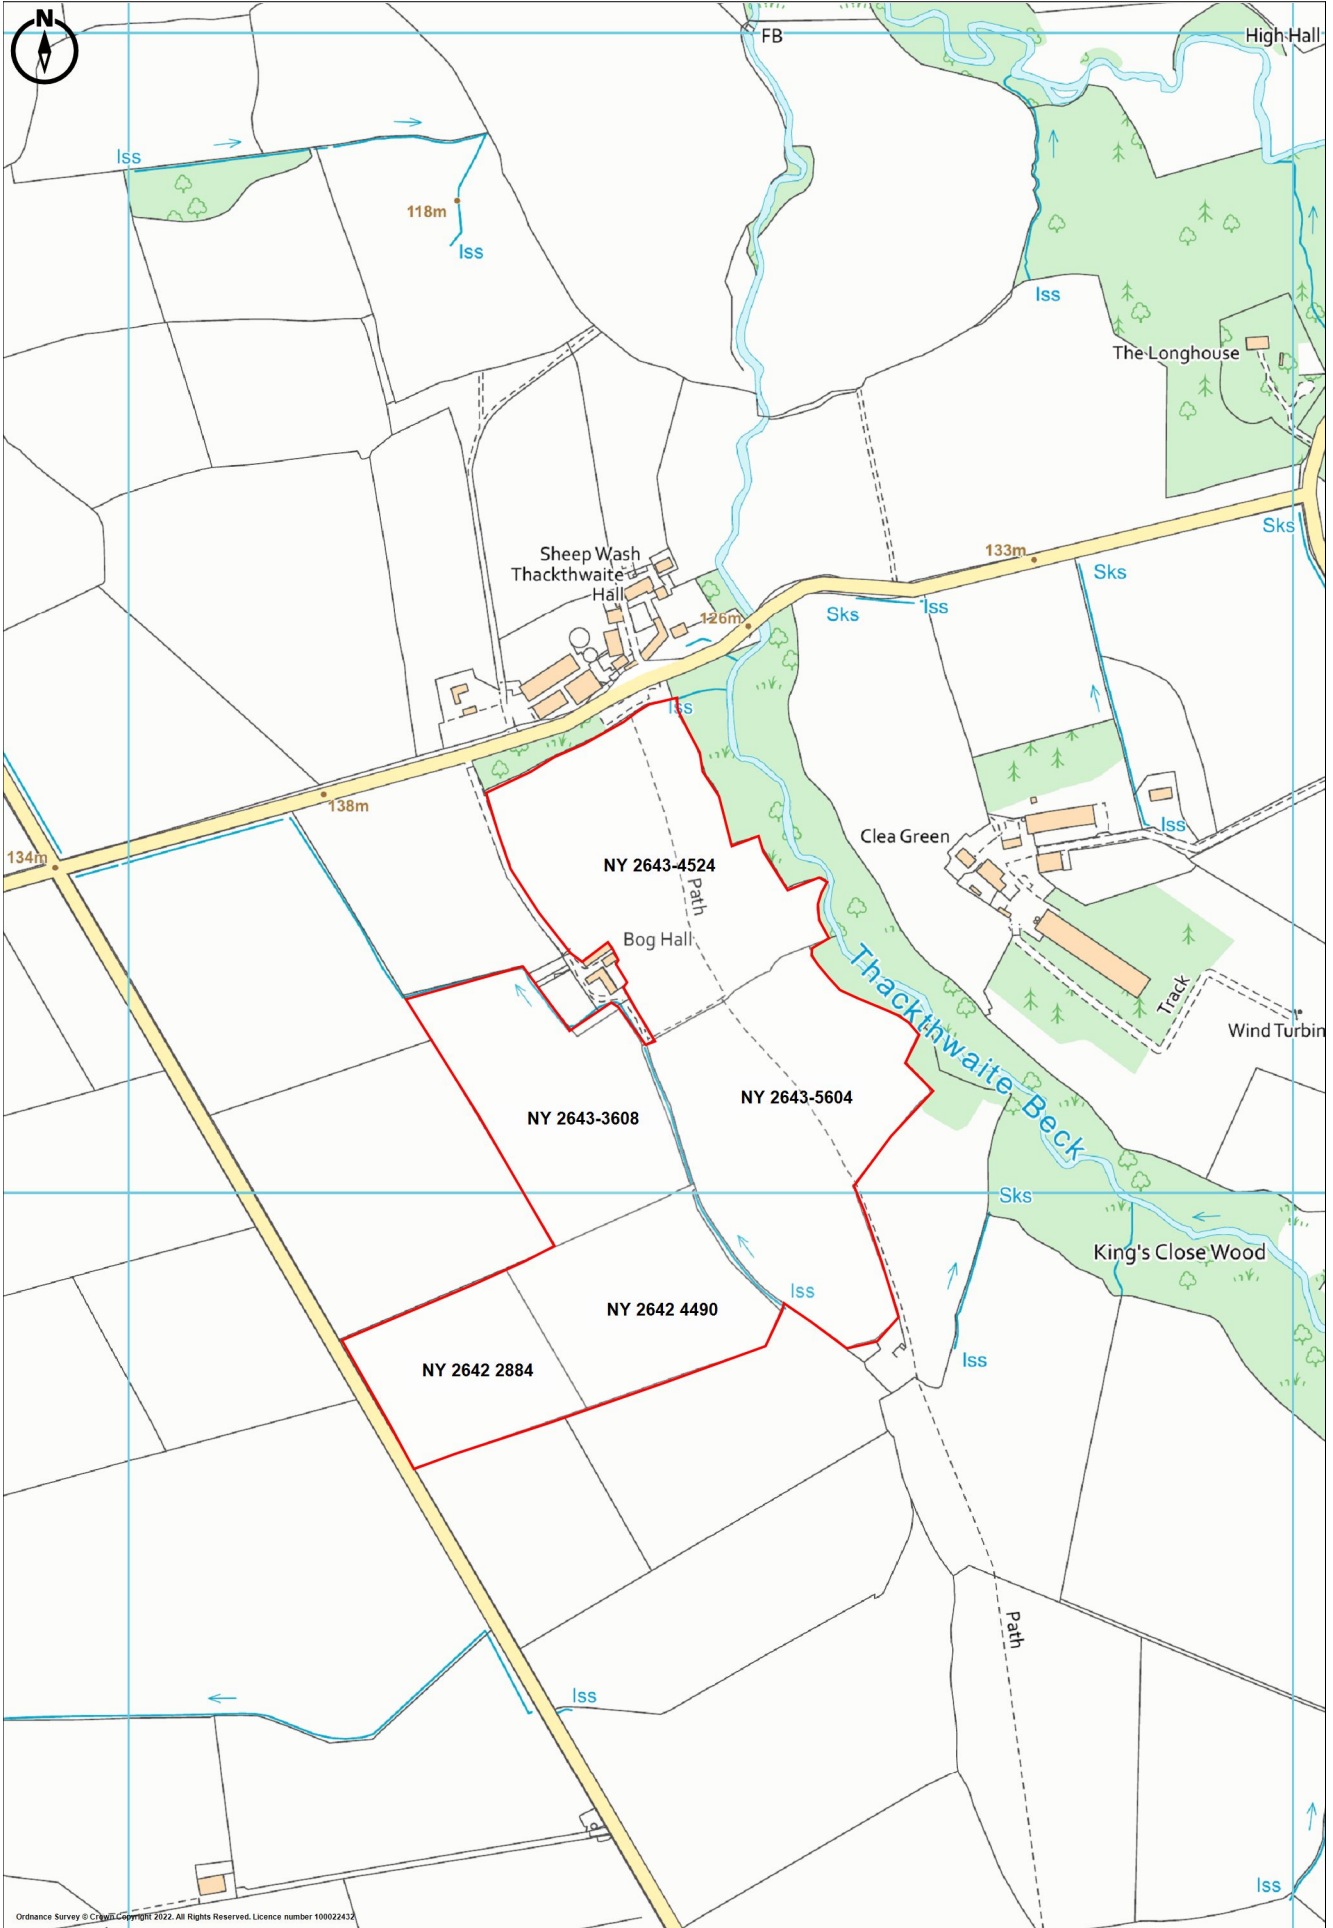 N
FB
High Hall
Iss
118m
Iss
Iss
The Longhouse
Sks
Sheep Wash
Thackthwaite
Hall
133m
Sks
126m
Sks
Iss
Iss
138m
134m
Clea Green
Iss
NY 2643-4524
Path
Bog Hall
Thackthwaite Beck
Track
Wind Turbin
NY 2643-3608
NY 2643-5604
Sks
King's Close Wood
Iss
NY 2642 4490
NY 2642 2884
Iss
Path
Iss
Iss
Ordnance Survey © Crown Copyright 2022. All Rights Reserved. Licence number 100022432